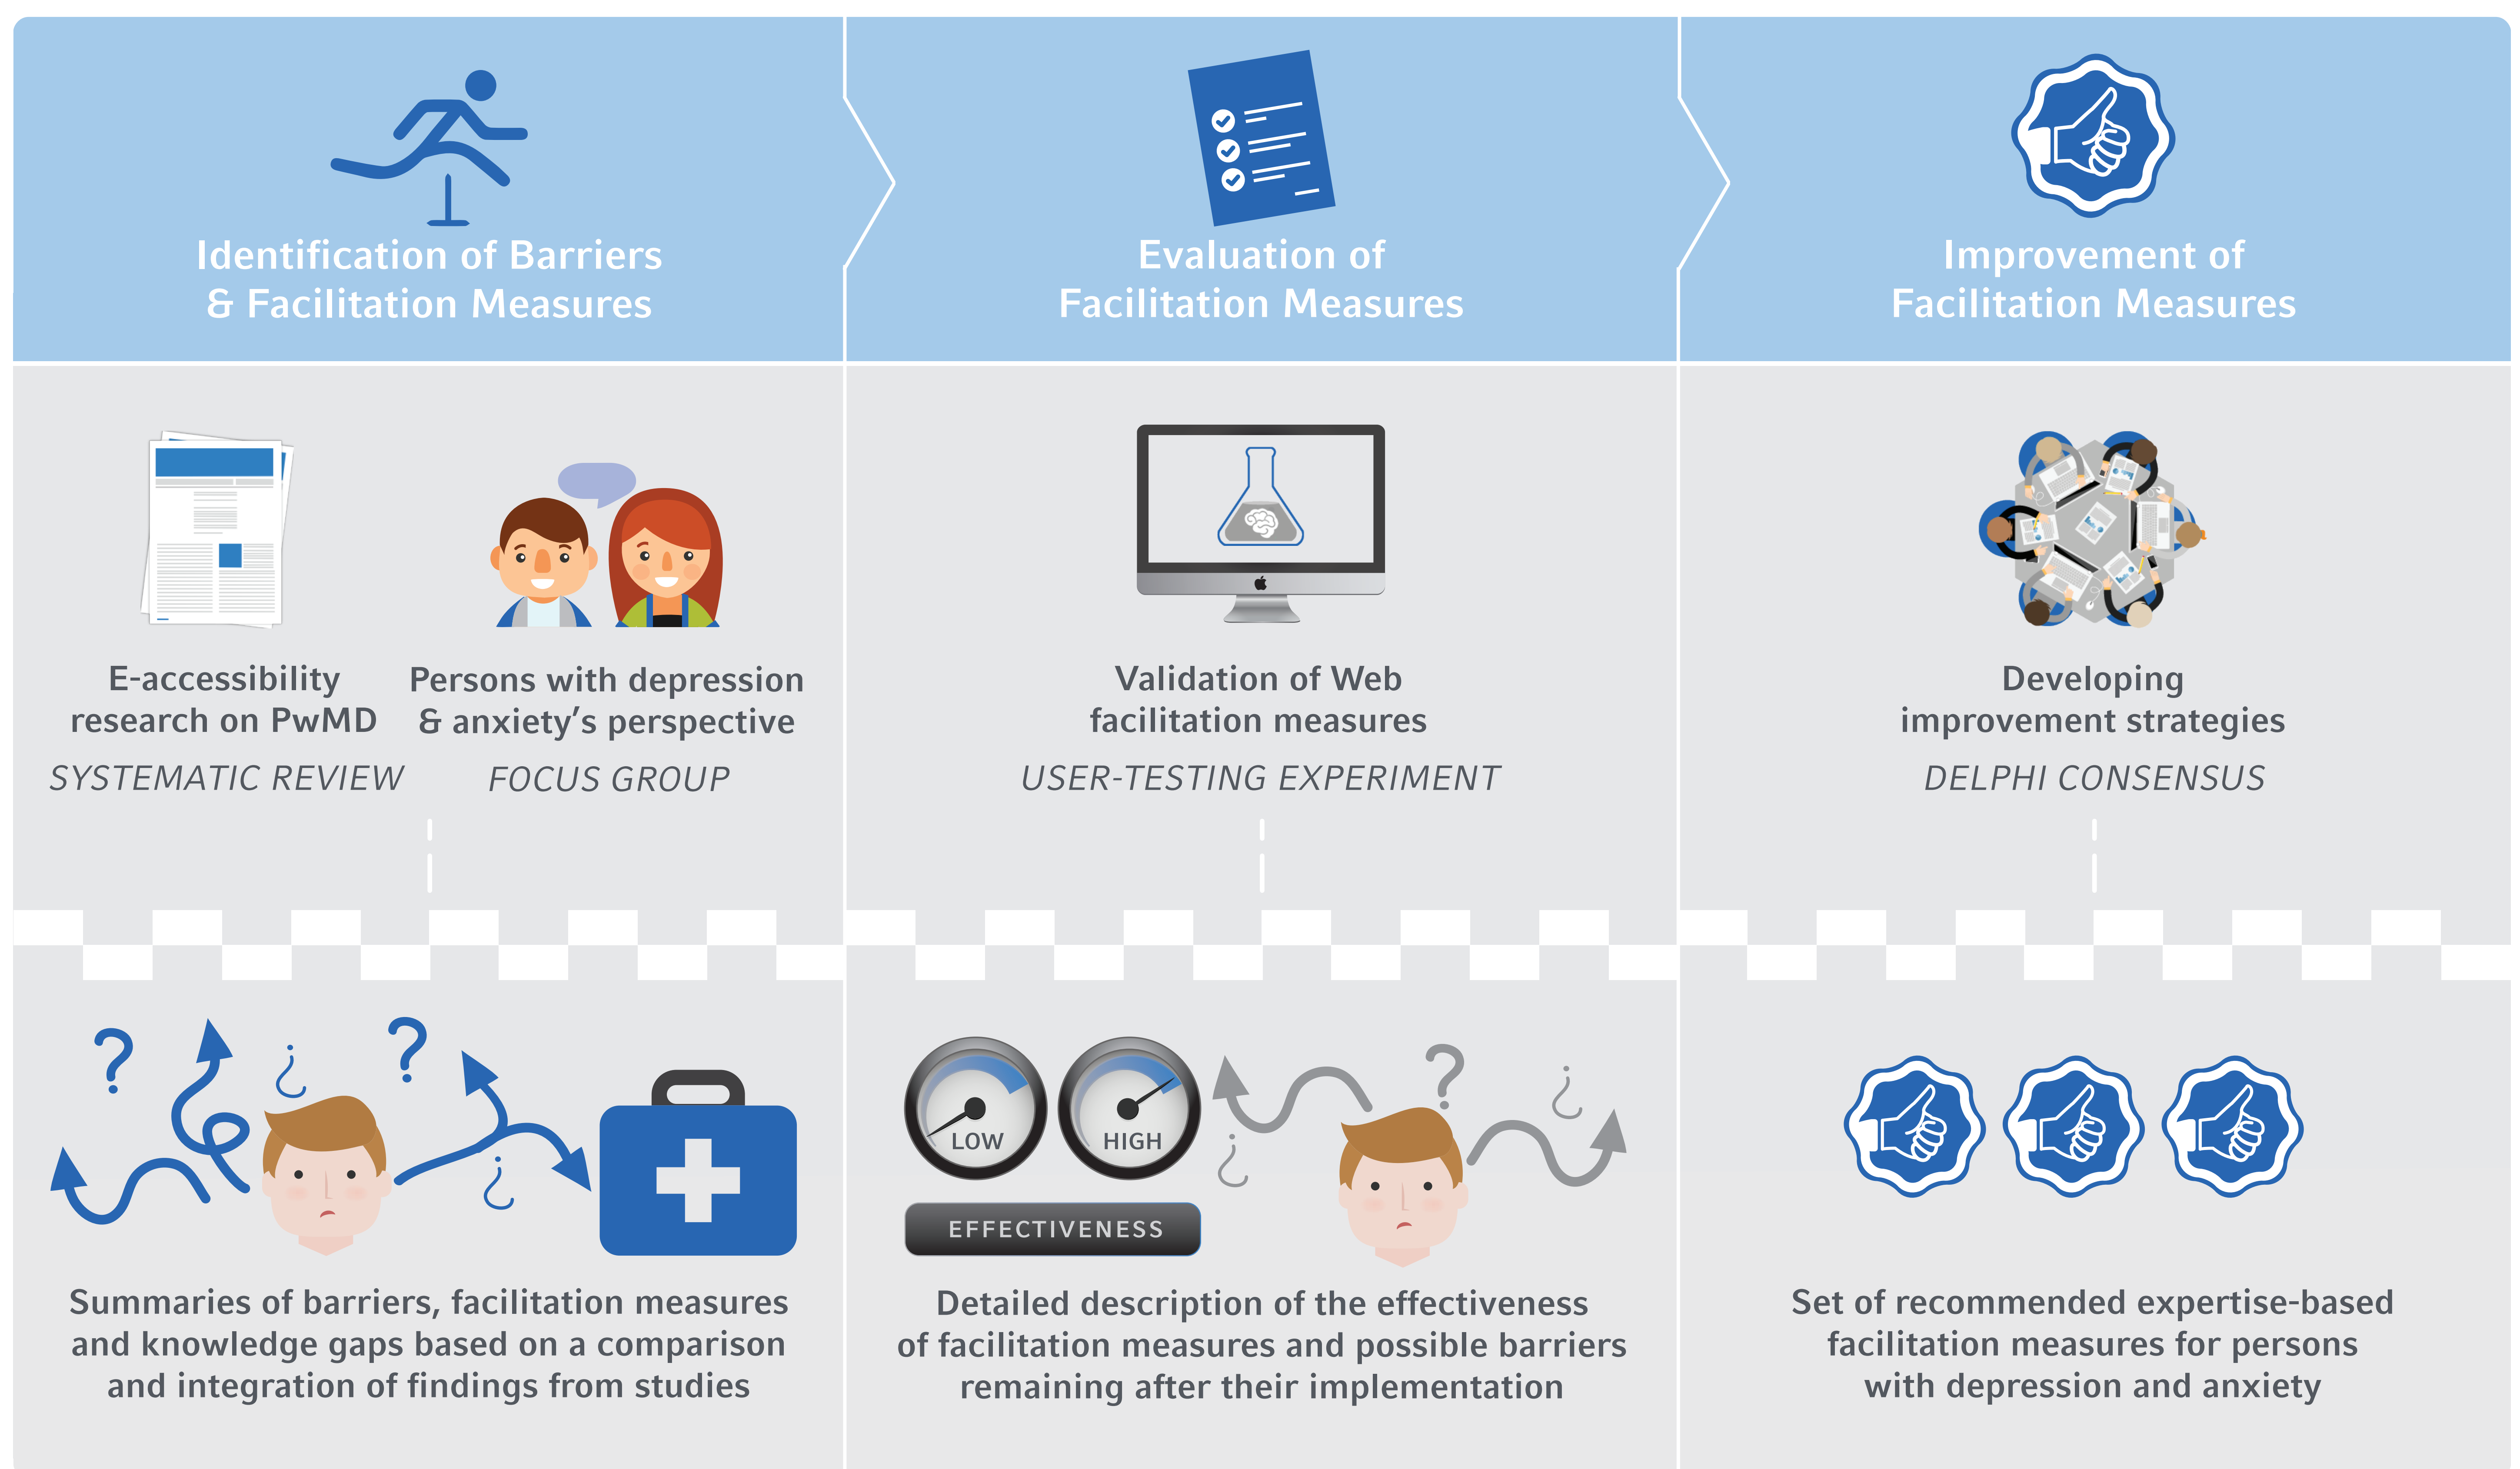 Identification of Barriers
& Facilitation Measures
Evaluation of
Facilitation Measures
Improvement of
Facilitation Measures
E-accessibility
research on PwMD
SYSTEMATIC REVIEW
Persons with depression
& anxiety's perspective
FOCUS GROUP
Validation of Web
facilitation measures
USER-TESTING EXPERIMENT
Developing
improvement strategies
DELPHI CONSENSUS
?
?
¿
¿
Summaries of barriers, facilitation measures
and knowledge gaps based on a comparison
and integration of findings from studies
LOW
HIGH
EFFECTIVENESS
?
¿
¿
Detailed description of the effectiveness
of facilitation measures and possible barriers
remaining after their implementation
Set of recommended expertise-based
facilitation measures for persons
with depression and anxiety